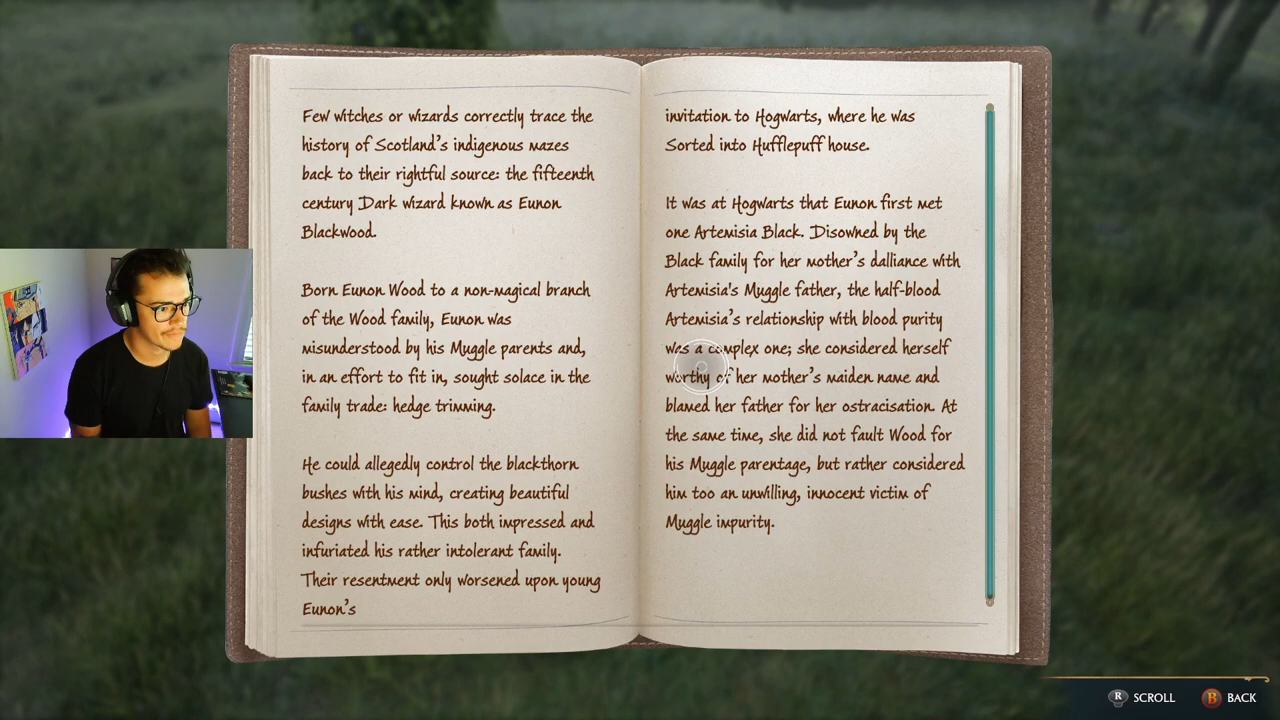 Few witches or wizards correctly trace the
history of Scotland's indigenous mazes
back to their rightful source: the fifteenth
century Dark wizard known as Eunon
Blackwood.
Born Eunon Wood to a non-magical branch
of the Wood family, Eunon was
misunderstood by his Muggle parents and,
in an effort to fit in, sought solace in the
family trade: hedge trimming.
He could allegedly control the blackthorn
bushes with his mind, creating beautiful
designs with ease. This both impressed and
infuriated his rather intolerant family.
Their resentment only worsened upon young
Eunon's
invitation to Hogwarts, where he was
Sorted into Hufflepuff house.
It was at Hogwarts that Eunon first met
one Artemisia Black. Disowned by the
Black family for her mother's dalliance with
Artemisia's Muggle father, the half-blood
Artemisia's relationship with blood purity
was a complex one; she considered herself
worthy of her mother's maiden name and
blamed her father for her ostracisation. At
the same time, she did not fault Wood for
his Muggle parentage, but rather considered
him too an unwilling, innocent victim of
Muggle impurity.
R SCROLL B BACK